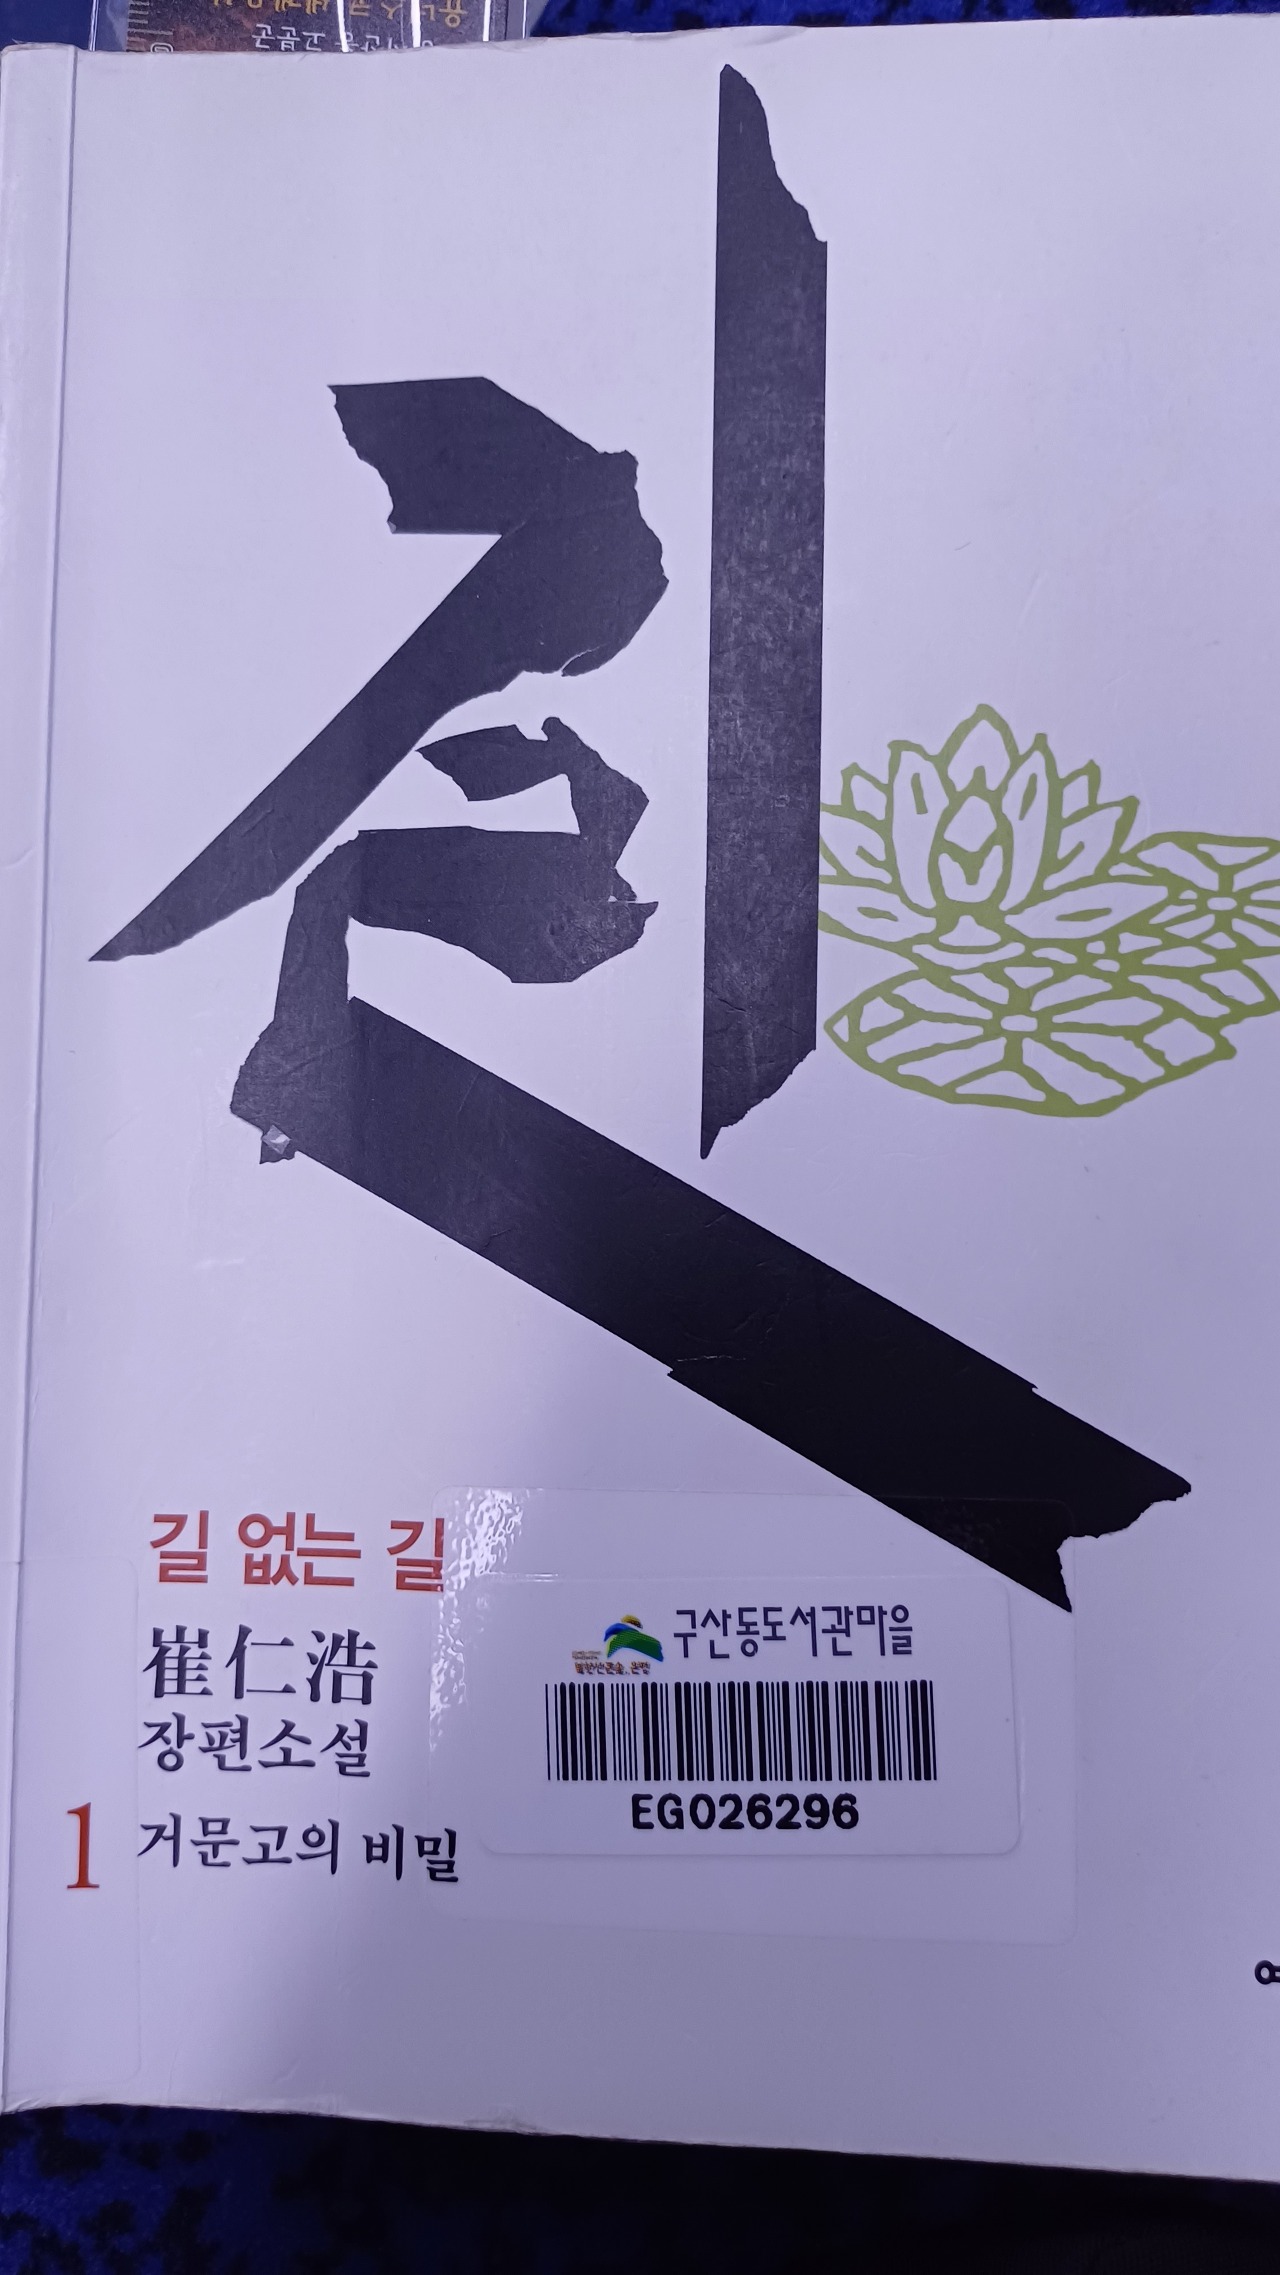 길
길 없는 길
崔仁浩
장편소설
1 거문고의 비밀
구산동도서관마을
EG026296